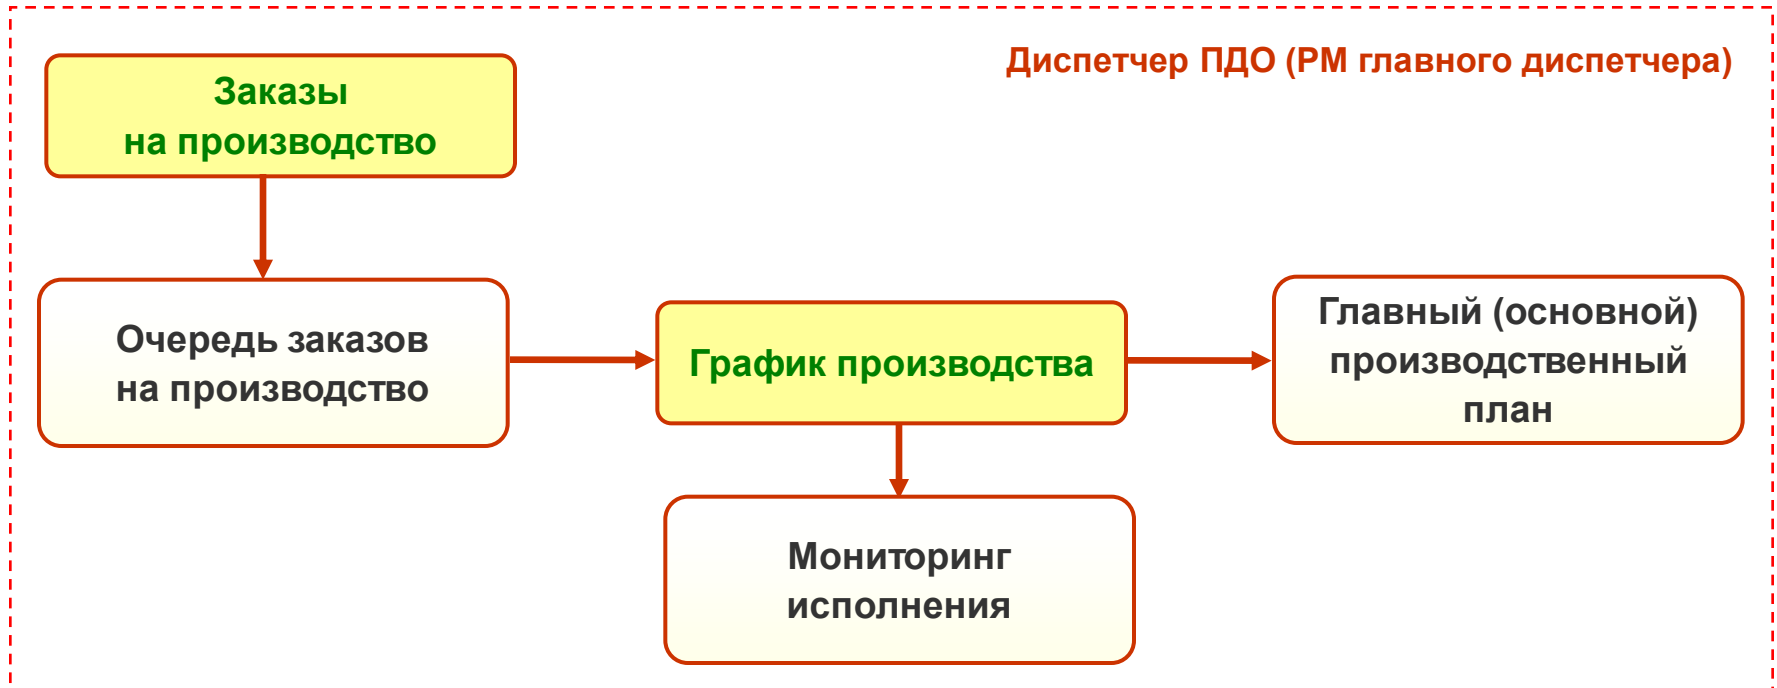 Диспетчер ПДО (РМ главного диспетчера)
Заказы
на производство
Очередь заказов
на производство
График производства
Главный (основной)
производственный
план
Мониторинг
исполнения